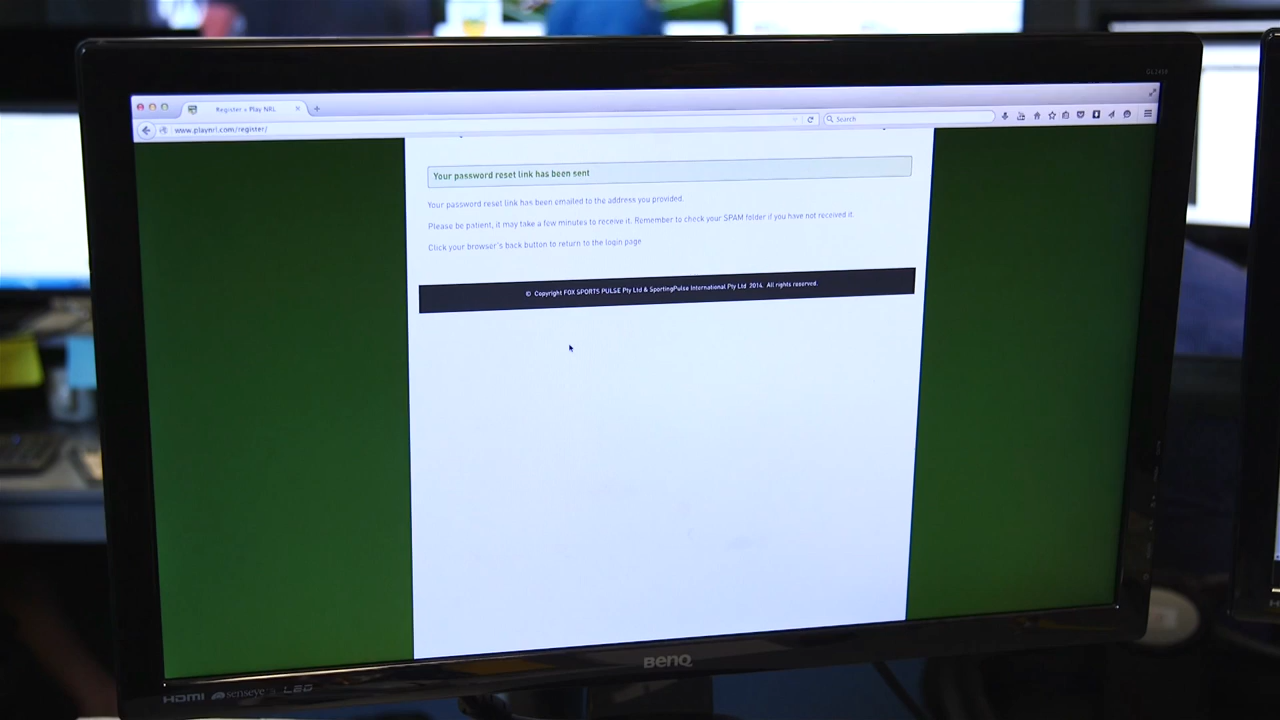 Register » Play NRL
www.playnrl.com/register/
Search
Your password reset link has been sent
Your password reset link has been emailed to the address you provided.
Please be patient, it may take a few minutes to receive it. Remember to check your SPAM folder if you have not received it.
Click your browser's back button to return to the login page
© Copyright FOX SPORTS PULSE Pty Ltd & SportingPulse International Pty Ltd 2014. All rights reserved.
BenQ
HDMI senseye LED